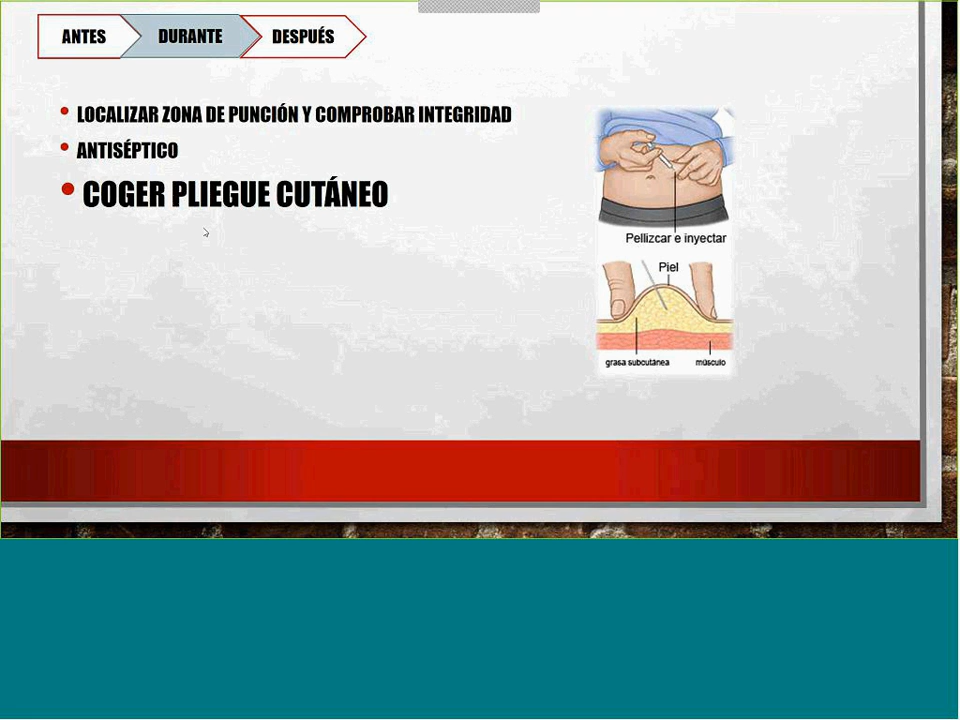 ANTES
DURANTE
DESPUÉS
• LOCALIZAR ZONA DE PUNCIÓN Y COMPROBAR INTEGRIDAD
• ANTISÉPTICO
• COGER PLIEGUE CUTÁNEO
Pellizcar e inyectar
Piel
grasa subcutánea
músculo